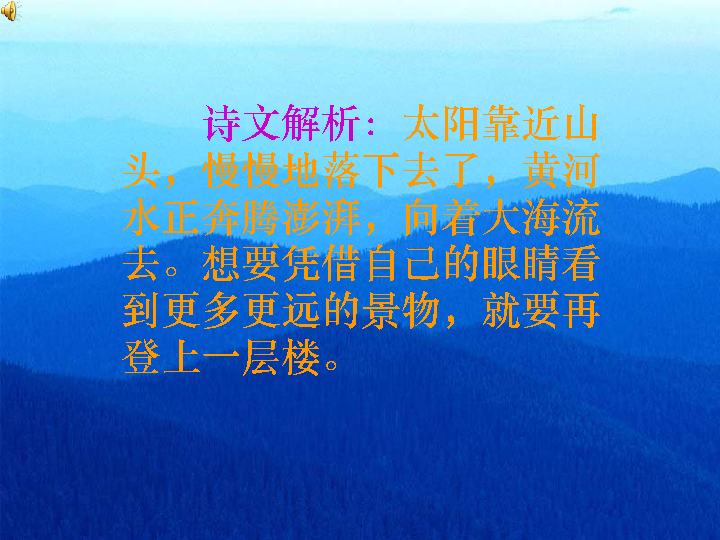 诗文解析：太阳靠近山
头，慢慢地落下去了，黄河
水正奔腾澎湃，向着大海流
去。想要凭借自己的眼睛看
到更多更远的景物，就要再
登上一层楼。